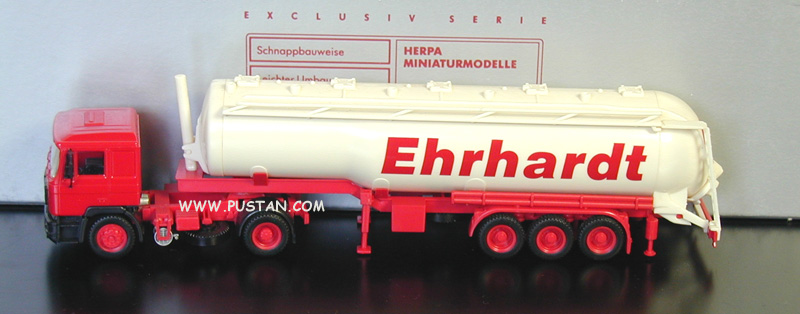 EXCLUSIV SERIE
Schnappbauweise
HERPA
MINIATURMODELLE
Ehrhardt
WWW.PUSTAN.COM